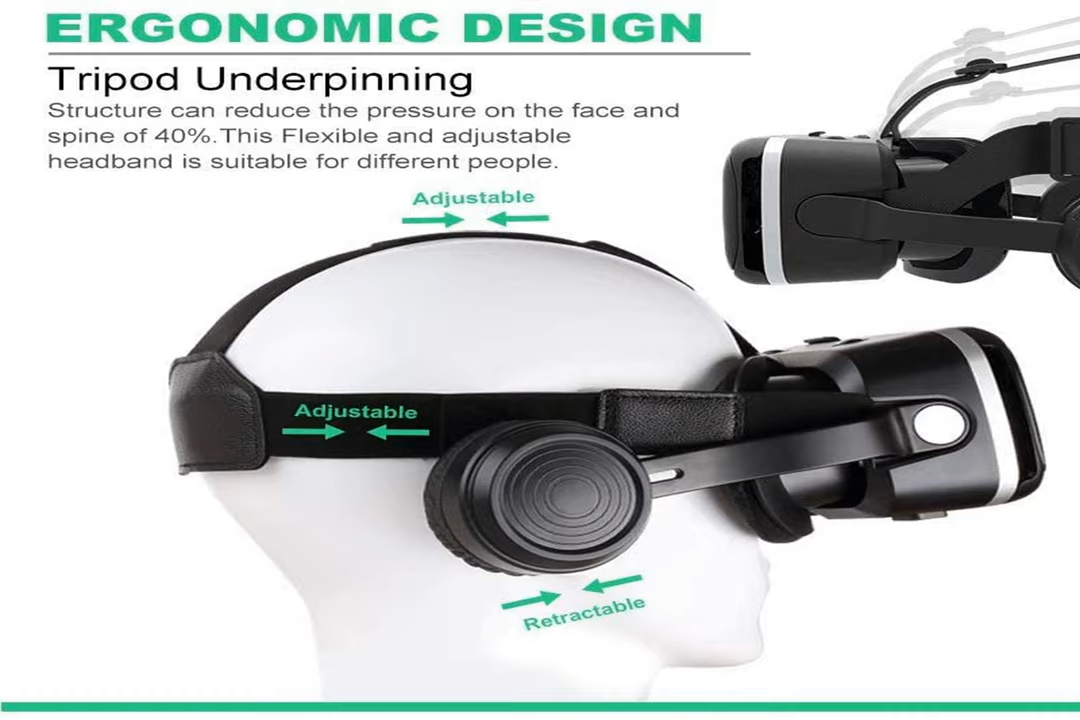 ERGONOMIC DESIGN
Tripod Underpinning
Structure can reduce the pressure on the face and
spine of 40%.This Flexible and adjustable
headband is suitable for different people.
Adjustable
Adjustable
Retractable